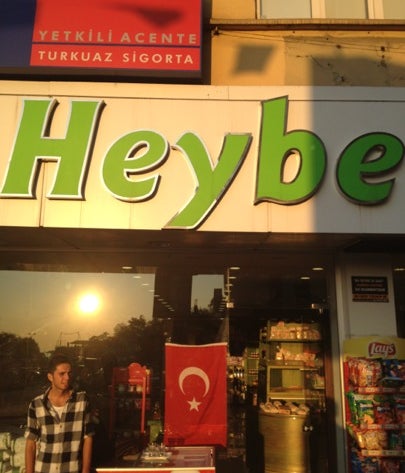 YETKİLİ ACENTE
TURKUAZ SİGORTA
Heybe
Lay's